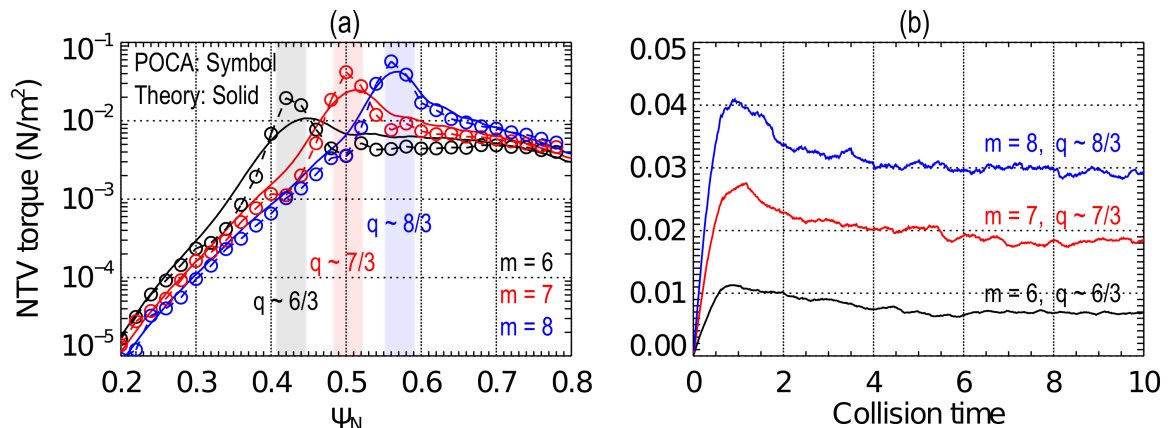 (a)
10⁻¹
10⁻²
10⁻³
10⁻⁴
10⁻⁵
NTV torque (N/m²)
POCA: Symbol
Theory: Solid
q ~ 8/3
q ~ 7/3
q ~ 6/3
m = 6
m = 7
m = 8
0.2 0.3 0.4 0.5 0.6 0.7 0.8
Ψ_N
(b)
0.05
0.04
0.03
0.02
0.01
0.00
m = 8, q ~ 8/3
m = 7, q ~ 7/3
m = 6, q ~ 6/3
0 2 4 6 8 10
Collision time